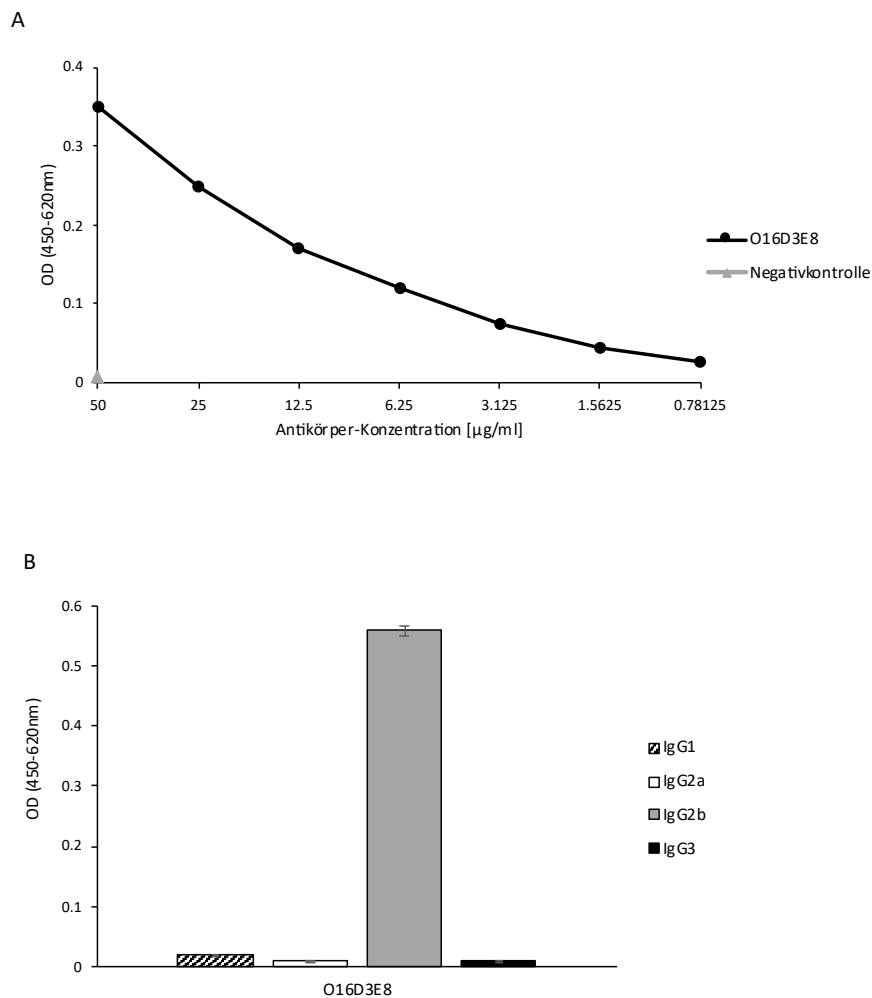 A
0.4
0.3
0.2
0.1
0
OD (450-620nm)
50 25 12.5 6.25 3.125 1.5625 0.78125
Antikörper-Konzentration [µg/ml]
O16D3E8
Negativkontrolle
B
0.6
0.5
0.4
0.3
0.2
0.1
0
OD (450-620nm)
O16D3E8
IgG1
IgG2a
IgG2b
IgG3